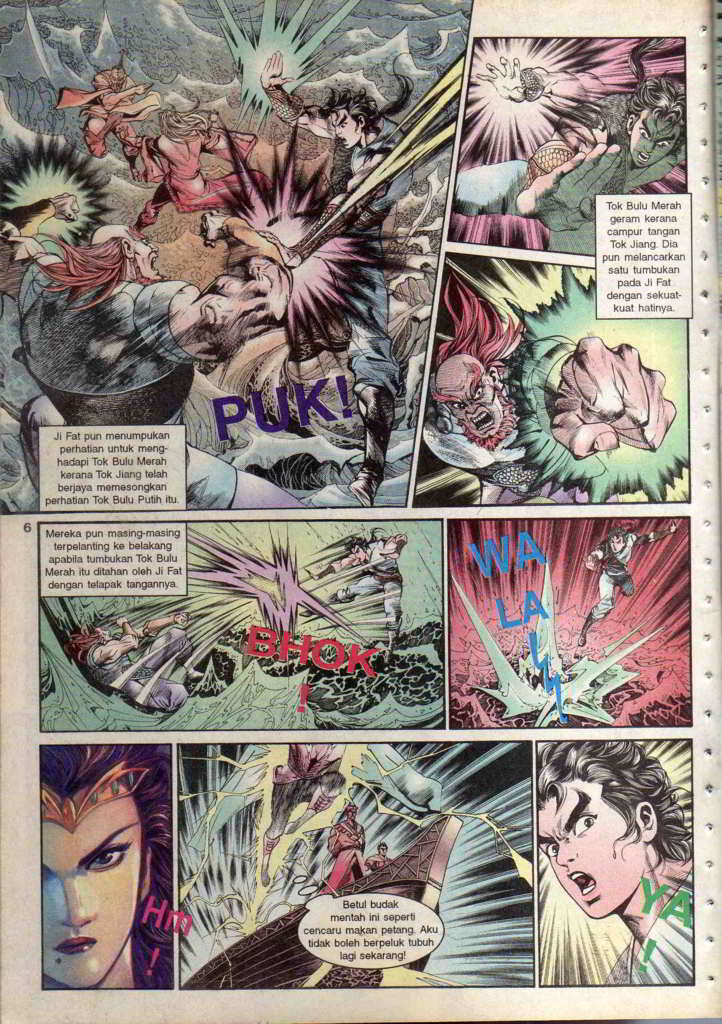 PUK!
Ji Fat pun menumpukan
perhatian untuk meng-
hadapi Tok Bulu Merah
kerana Tok Jiang telah
berjaya memesongkan
perhatian Tok Bulu Putih itu.
Tok Bulu Merah
geram kerana
campur tangan
Tok Jiang. Dia
pun melancarkan
satu tumbukan
pada Ji Fat
dengan sekuat-
kuat hatinya.
6
Mereka pun masing-masing
terpelanting ke belakang
apabila tumbukan Tok Bulu
Merah itu ditahan oleh Ji Fat
dengan telapak tangannya.
BHOK
!
WA
LA
!!
Hm
!
Betul budak
mentah ini seperti
cencaru makan petang. Aku
tidak boleh berpeluk tubuh
lagi sekarang!
YA
!